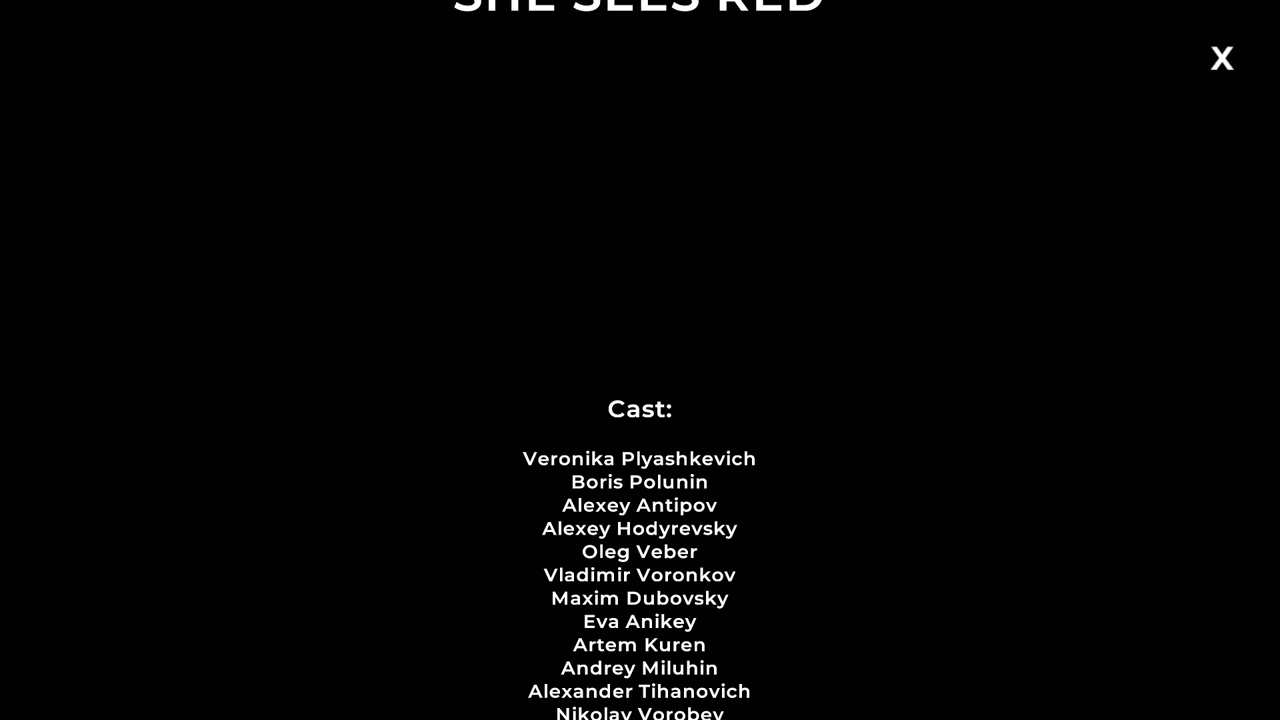 SHE SEES RED
X
Cast:
Veronika Plyashkevich
Boris Polunin
Alexey Antipov
Alexey Hodyrevsky
Oleg Veber
Vladimir Voronkov
Maxim Dubovsky
Eva Anikey
Artem Kuren
Andrey Miluhin
Alexander Tihanovich
Nikolay Vorobey